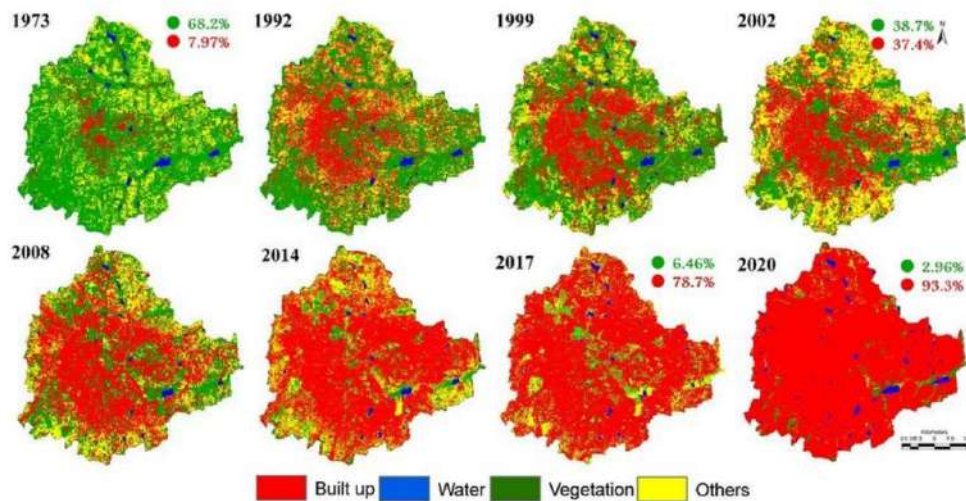 1973
68.2%
7.97%
1992
1999
2002
38.7%
37.4%
N
2008
2014
2017
6.46%
78.7%
2020
2.96%
93.3%
Kilometers
Built up
Water
Vegetation
Others